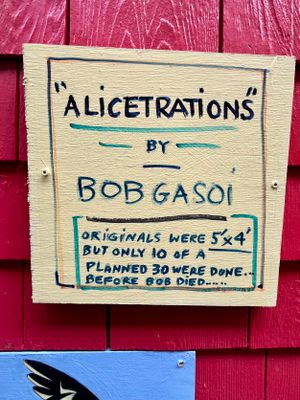 "ALICETRATIONS"
BY
BOB GASOI
ORIGINALS WERE 5'x4'
BUT ONLY 10 OF A
PLANNED 30 WERE DONE...
BEFORE BOB DIED.....